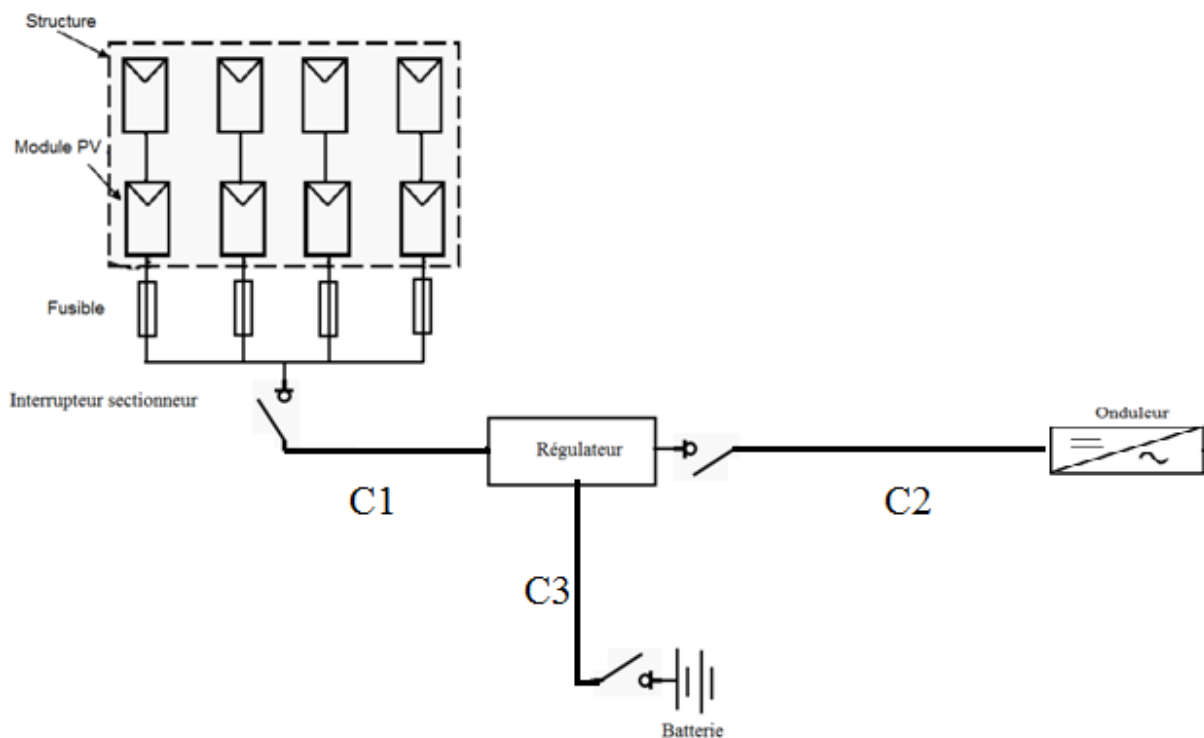 Structure
Module PV
Fusible
Interrupteur sectionneur
Régulateur
Onduleur
C1
C2
C3
Batterie